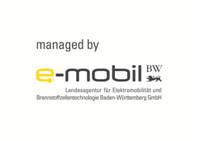 managed by
e-mobil BW
Landesagentur für Elektromobilität und
Brennstoffzellentechnologie Baden-Württemberg GmbH